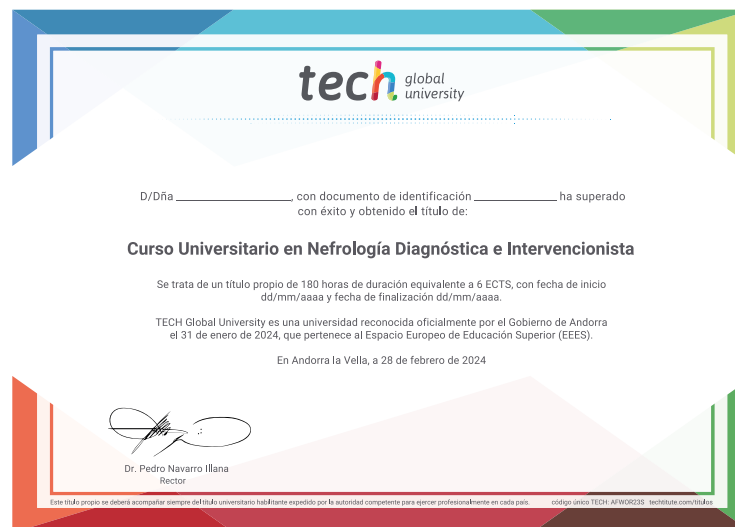 tech global
university
D/Dña ____________________, con documento de identificación ______________ ha superado
con éxito y obtenido el título de:
Curso Universitario en Nefrología Diagnóstica e Intervencionista
Se trata de un título propio de 180 horas de duración equivalente a 6 ECTS, con fecha de inicio
dd/mm/aaaa y fecha de finalización dd/mm/aaaa.
TECH Global University es una universidad reconocida oficialmente por el Gobierno de Andorra
el 31 de enero de 2024, que pertenece al Espacio Europeo de Educación Superior (EEES).
En Andorra la Vella, a 28 de febrero de 2024
Dr. Pedro Navarro Illana
Rector
Este título propio se deberá acompañar siempre del título universitario habilitante expedido por la autoridad competente para ejercer profesionalmente en cada país. código único TECH: AFWOR23S techtitute.com/titulos